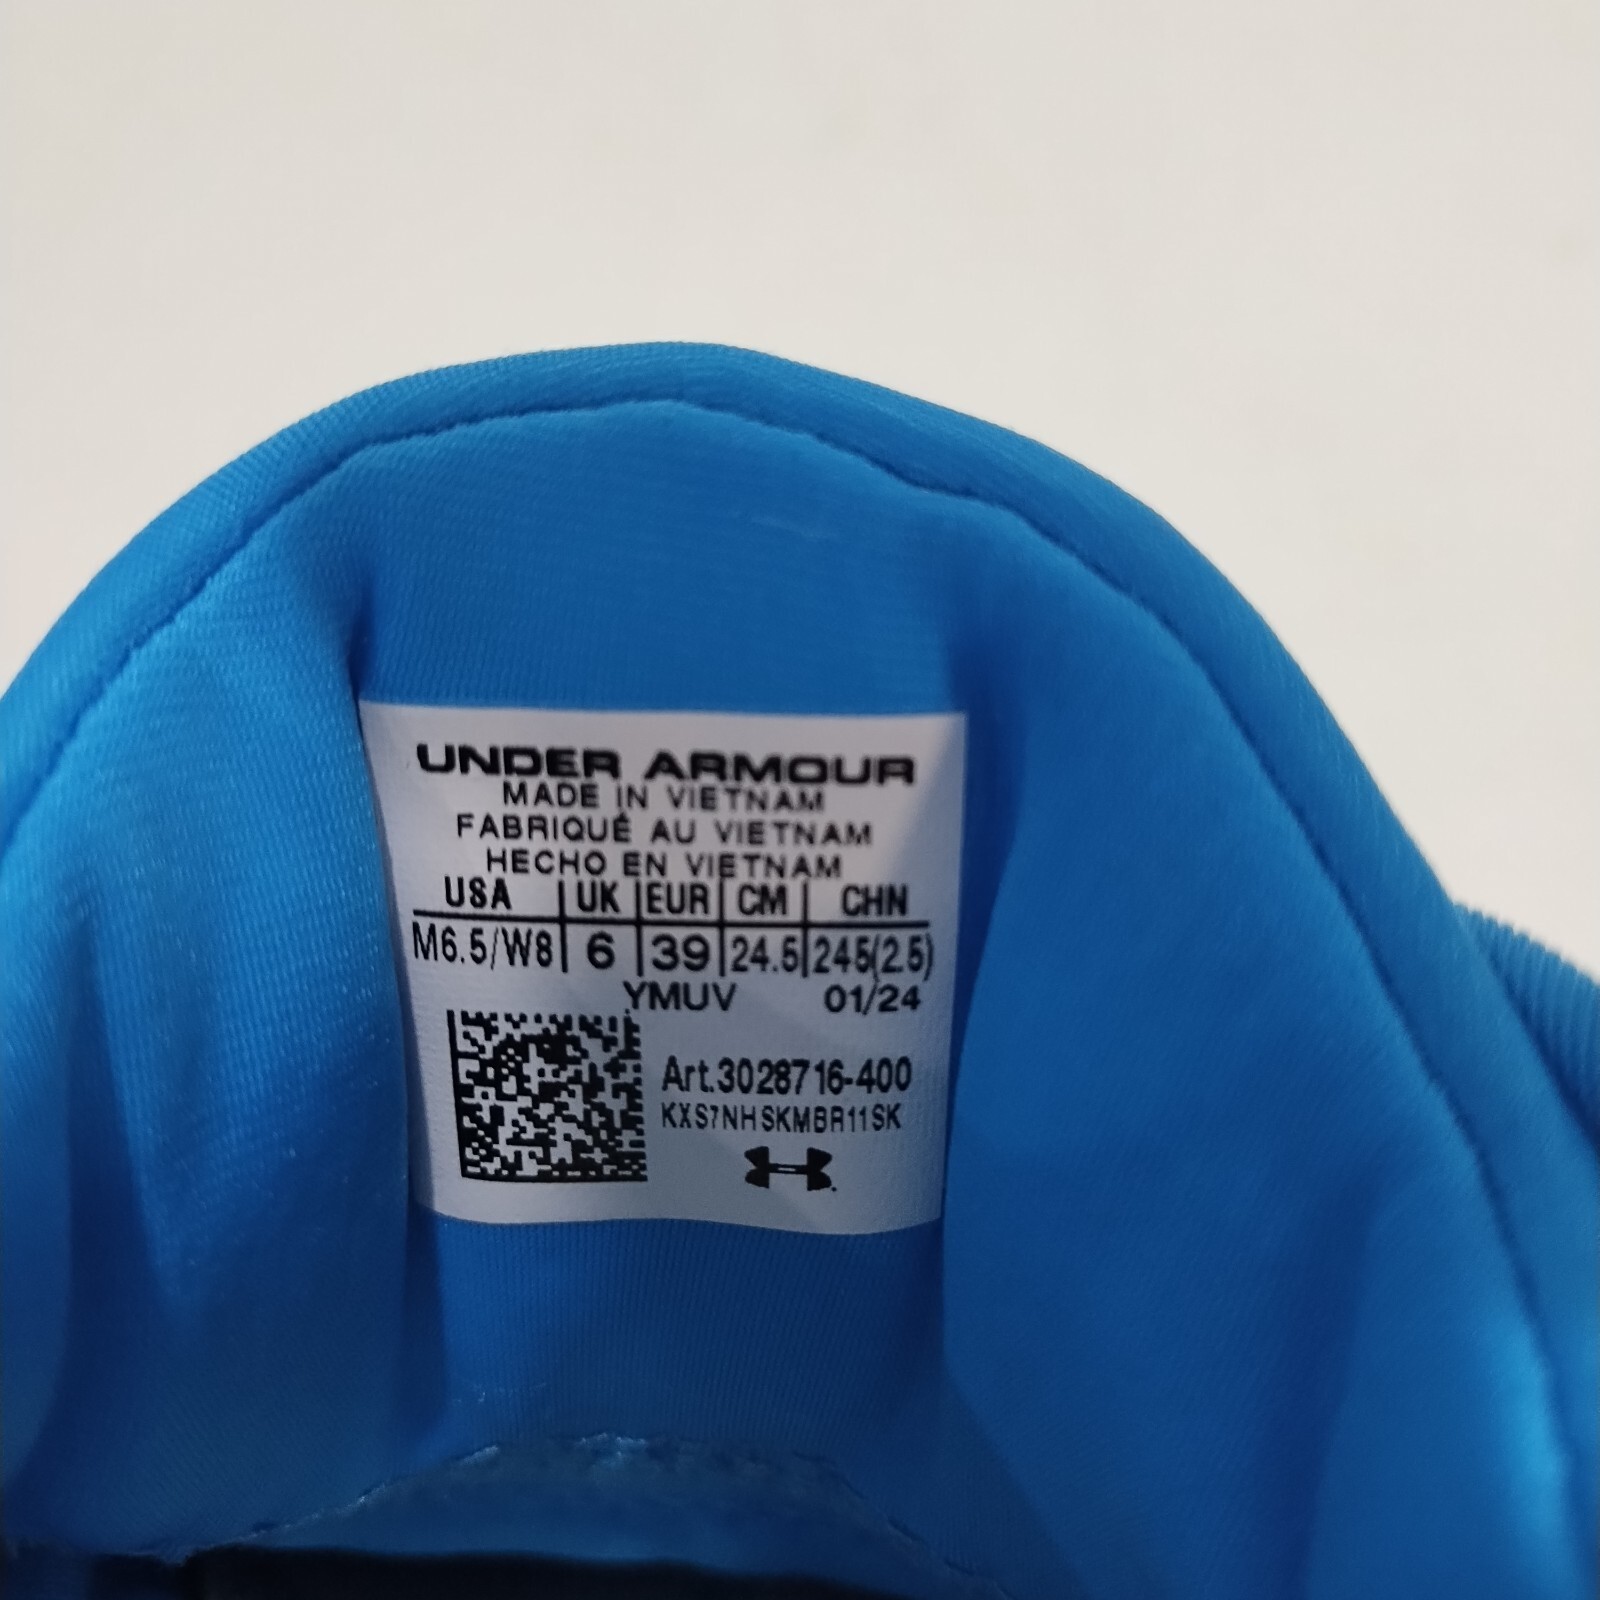 UNDER ARMOUR
MADE IN VIETNAM
FABRIQUÉ AU VIETNAM
HECHO EN VIETNAM
USA UK EUR CM CHN
M6.5/W8 6 39 24.5 245(2.5)
YMUV 01/24
Art.3028716-400
KXS7NHSKMBR11SK